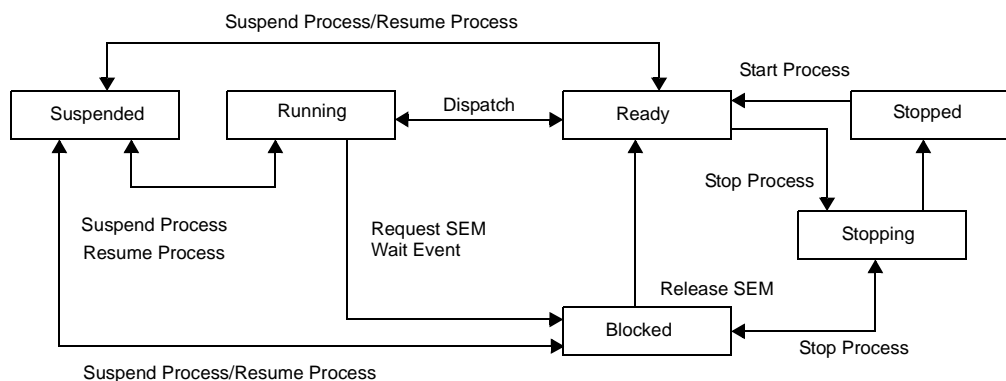 Suspend Process/Resume Process
Start Process
Suspended
Running
Dispatch
Ready
Stopped
Stop Process
Suspend Process
Resume Process
Request SEM
Wait Event
Stopping
Release SEM
Blocked
Stop Process
Suspend Process/Resume Process